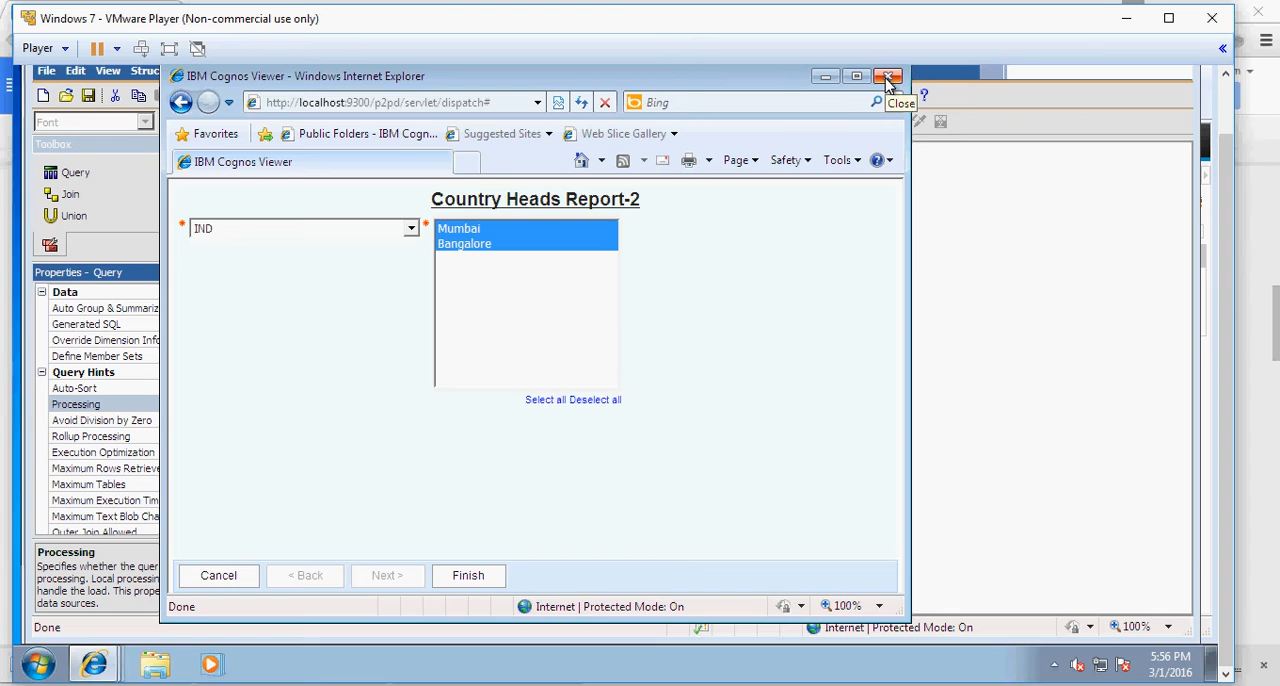 Windows 7 - VMware Player (Non-commercial use only)
Player
File Edit View Struc
Font
Toolbox
Query
Join
Union
Properties - Query
Data
Auto Group & Summariz
Generated SQL
Override Dimension Info
Define Member Sets
Query Hints
Auto-Sort
Processing
Avoid Division by Zero
Rollup Processing
Execution Optimization
Maximum Rows Retrieve
Maximum Tables
Maximum Execution Tim
Maximum Text Blob Cha
Outer Join Allowed
Processing
Specifies whether the quer
processing. Local processin
handle the load. This prope
data sources.
Done
IBM Cognos Viewer - Windows Internet Explorer
http://localhost:9300/p2pd/servlet/dispatch#
Bing
Close
Favorites
Public Folders - IBM Cogn...
Suggested Sites
Web Slice Gallery
IBM Cognos Viewer
Page Safety Tools
Country Heads Report-2
* IND
* Mumbai
Bangalore
Select all Deselect all
Cancel
< Back
Next >
Finish
Done
Internet | Protected Mode: On
100%
Internet | Protected Mode: On
100%
5:56 PM
3/1/2016